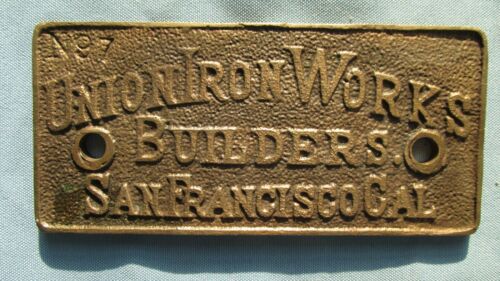 No 7
UNION IRON WORKS
BUILDERS.
SAN FRANCISCO CAL